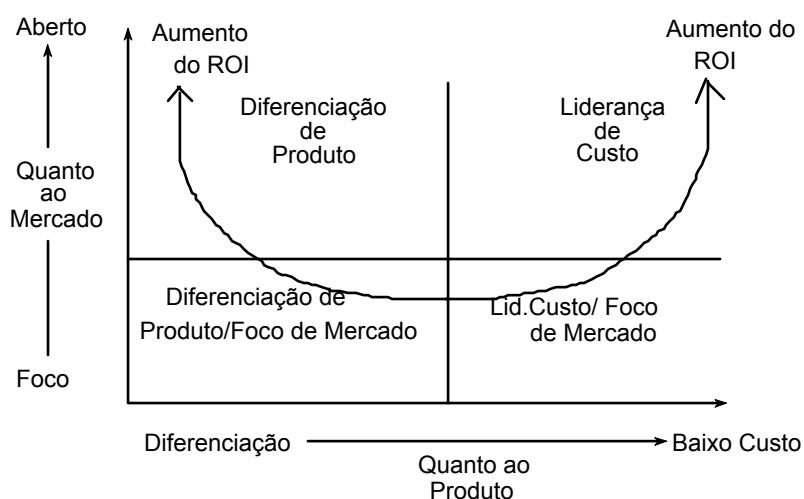 Aberto
Aumento
do ROI
Aumento do
ROI
Diferenciação
de
Produto
Liderança
de
Custo
Quanto
ao
Mercado
Diferenciação de
Produto/Foco de Mercado
Lid.Custo/ Foco
de Mercado
Foco
Diferenciação
Baixo Custo
Quanto ao
Produto